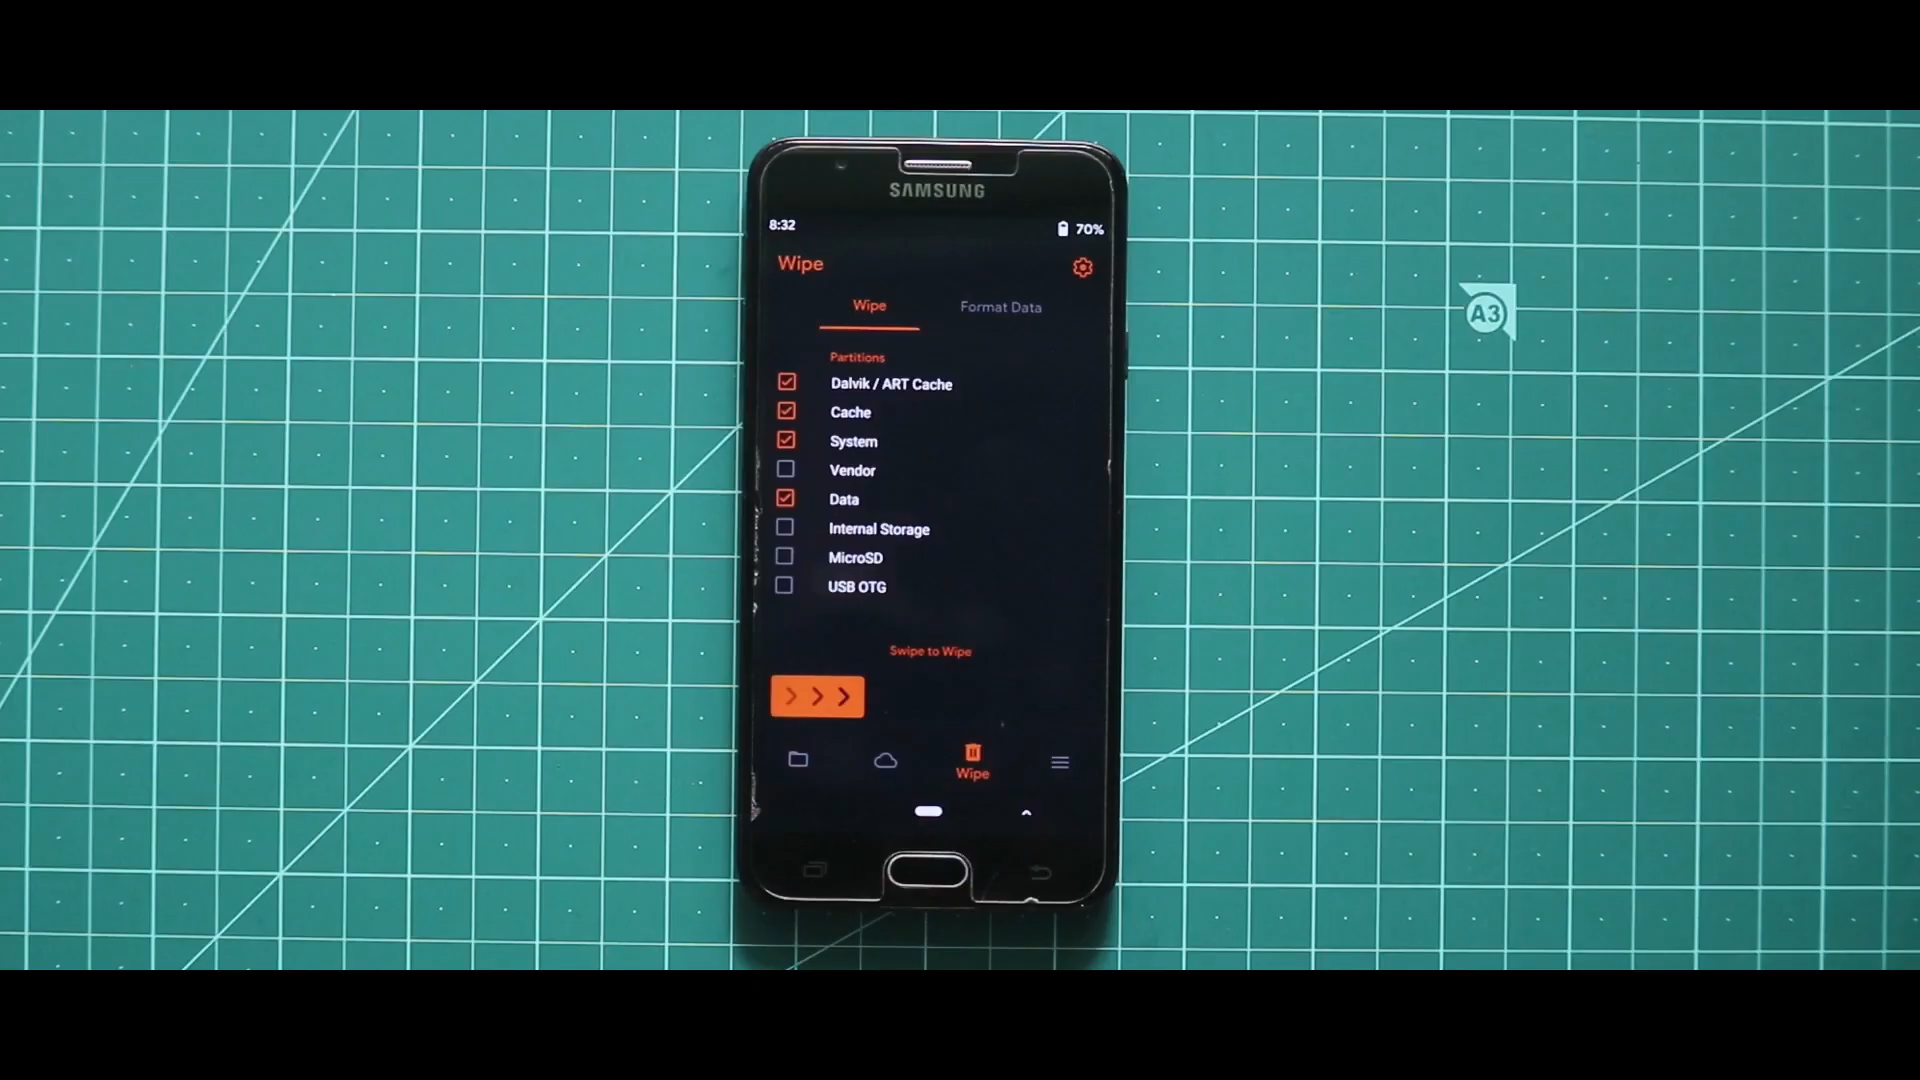 SAMSUNG
8:32
70%
Wipe
Wipe
Format Data
Partitions
Dalvik / ART Cache
Cache
System
Vendor
Data
Internal Storage
MicroSD
USB OTG
Swipe to Wipe
Wipe
A3